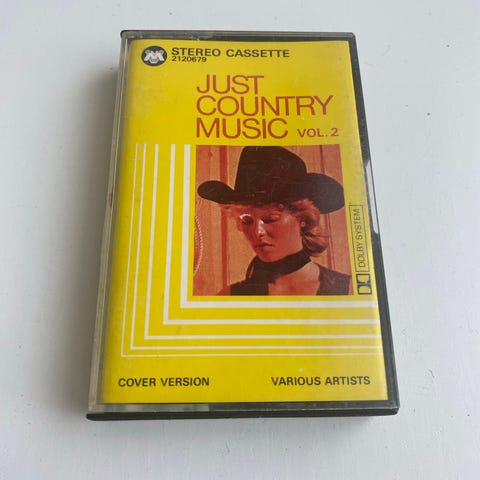 STEREO CASSETTE
2120679
JUST
COUNTRY
MUSIC VOL. 2
DOLBY SYSTEM
COVER VERSION VARIOUS ARTISTS